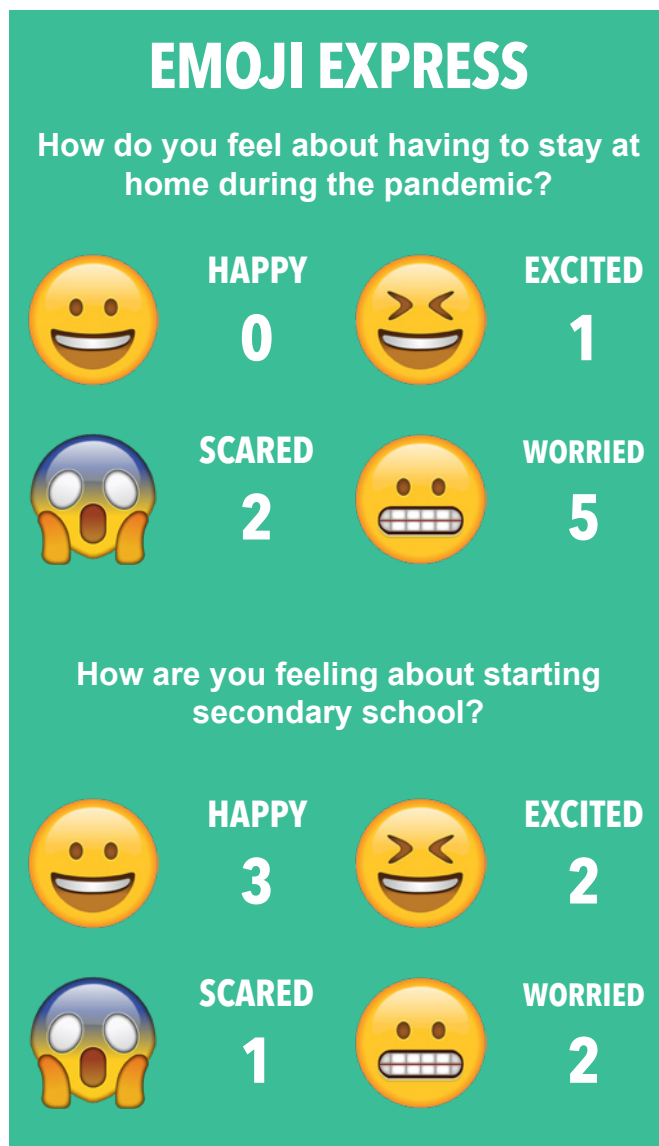 EMOJI EXPRESS
How do you feel about having to stay at
home during the pandemic?
HAPPY
0
EXCITED
1
SCARED
2
WORRIED
5
How are you feeling about starting
secondary school?
HAPPY
3
EXCITED
2
SCARED
1
WORRIED
2